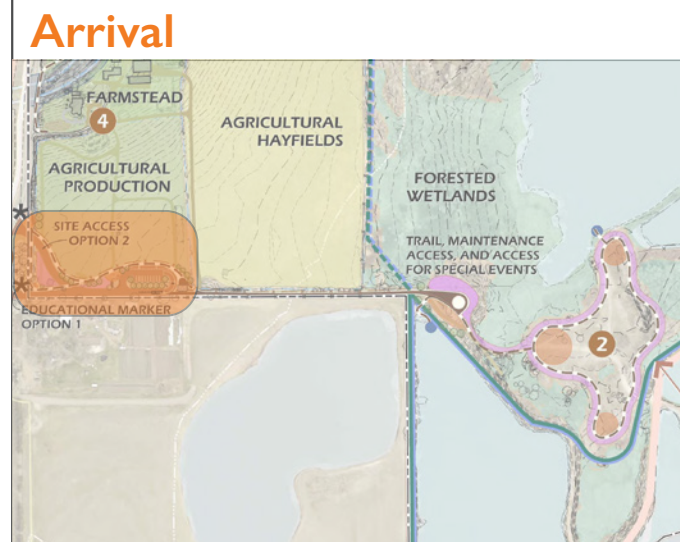 Arrival
FARMSTEAD
4
AGRICULTURAL
HAYFIELDS
AGRICULTURAL
PRODUCTION
FORESTED
WETLANDS
SITE ACCESS
OPTION 2
TRAIL, MAINTENANCE
ACCESS, AND ACCESS
FOR SPECIAL EVENTS
EDUCATIONAL MARKER
OPTION 1
2